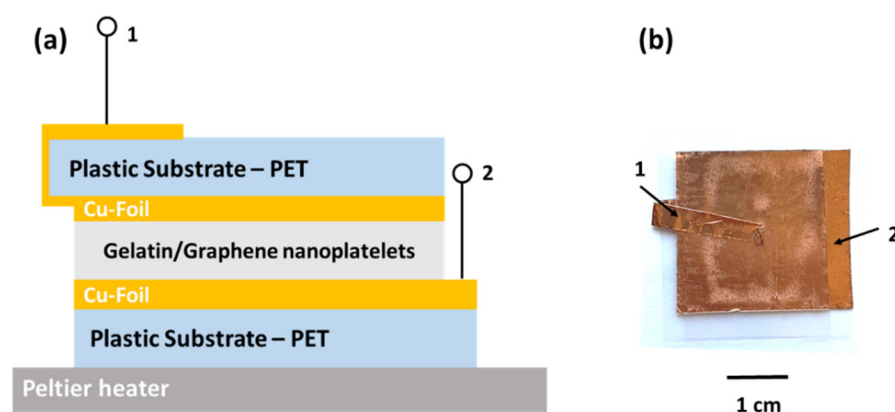 (a)
1
(b)
Plastic Substrate – PET
2
Cu-Foil
Gelatin/Graphene nanoplatelets
Cu-Foil
Plastic Substrate – PET
Peltier heater
1
2
1 cm